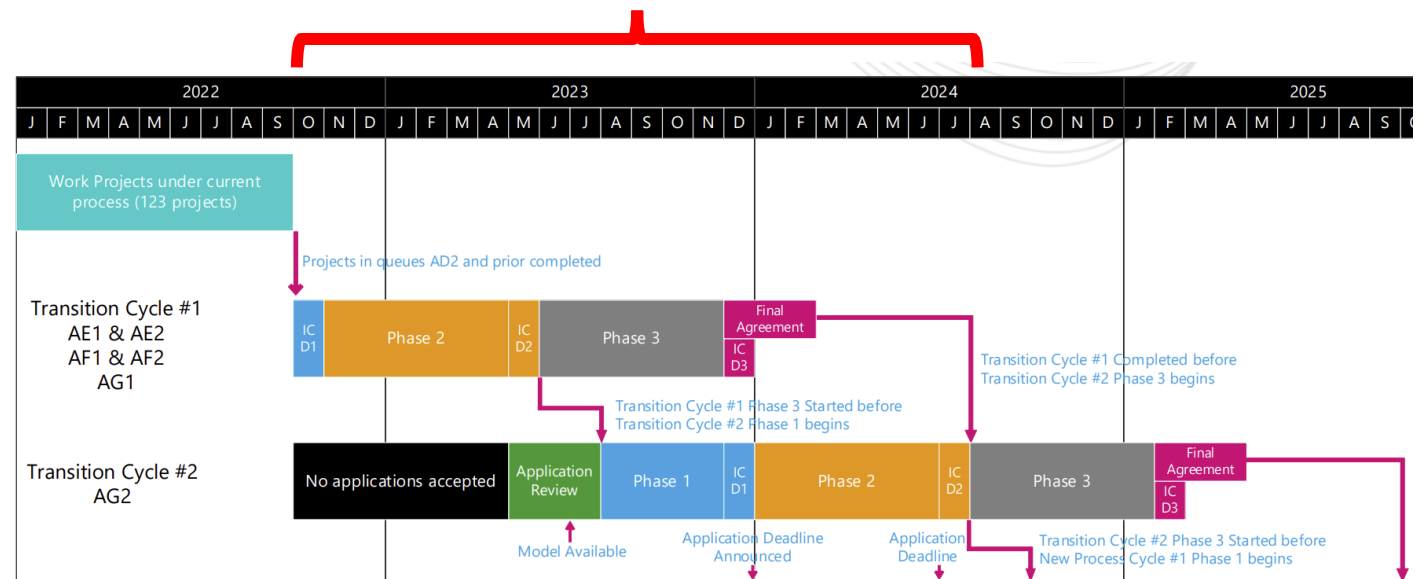 2022 2023 2024 2025
J F M A M J J A S O N D J F M A M J J A S O N D J F M A M J J A S O N D J F M A M J J A S
Work Projects under current
process (123 projects)
Projects in queues AD2 and prior completed
Transition Cycle #1
AE1 & AE2
AF1 & AF2
AG1
IC
D1
Phase 2
IC
D2
Phase 3
Final
Agreement
IC
D3
Transition Cycle #1 Completed before
Transition Cycle #2 Phase 3 begins
Transition Cycle #1 Phase 3 Started before
Transition Cycle #2 Phase 1 begins
Transition Cycle #2
AG2
No applications accepted
Application
Review
Phase 1
IC
D1
Phase 2
IC
D2
Phase 3
Final
Agreement
IC
D3
Model Available
Application Deadline
Announced
Application
Deadline
Transition Cycle #2 Phase 3 Started before
New Process Cycle #1 Phase 1 begins